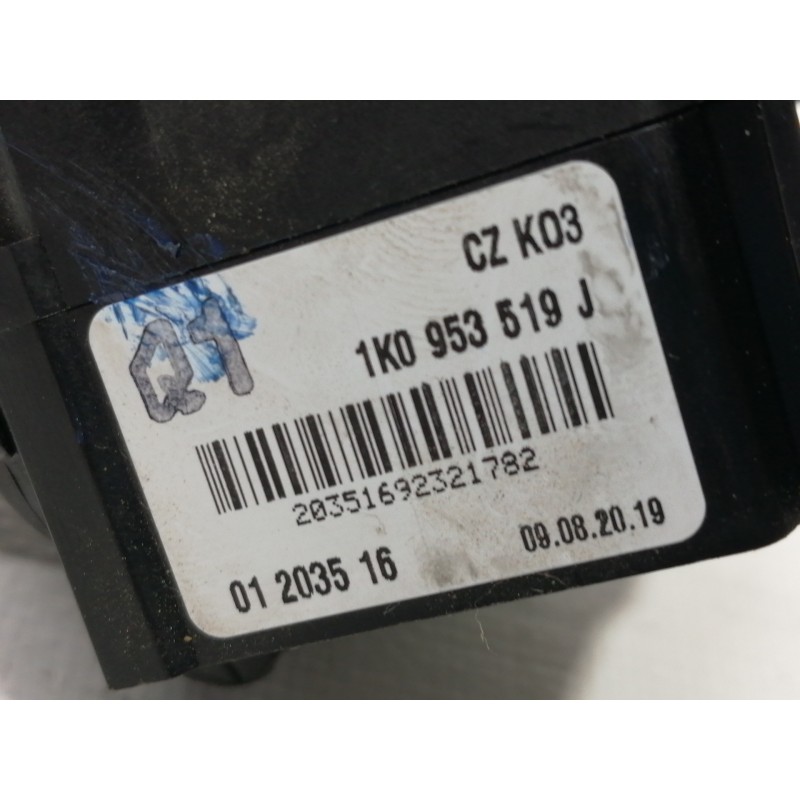 CZ K03
Q1
1K0 953 519 J
20351692321782
01 2035 16
09.08.20.19